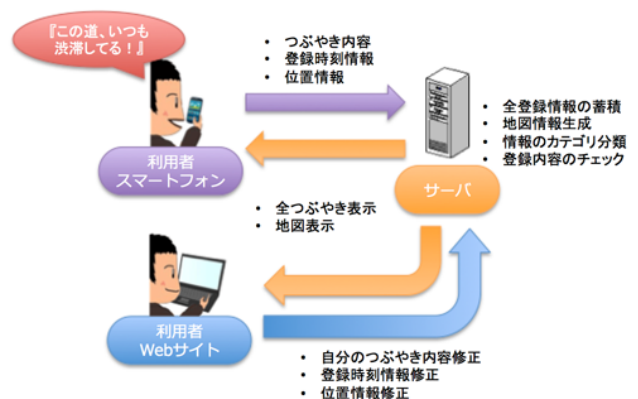 『この道、いつも
渋滞してる！』
• つぶやき内容
• 登録時刻情報
• 位置情報
• 全登録情報の蓄積
• 地図情報生成
• 情報のカテゴリ分類
• 登録内容のチェック
利用者
スマートフォン
サーバ
• 全つぶやき表示
• 地図表示
利用者
Webサイト
• 自分のつぶやき内容修正
• 登録時刻情報修正
• 位置情報修正